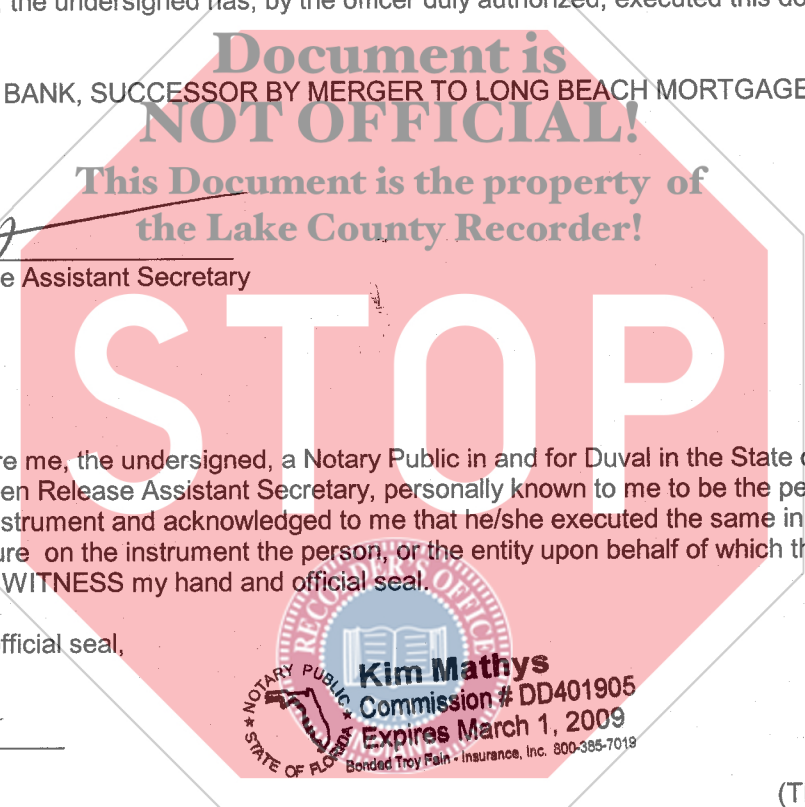 the undersigned has, by the officer duly authorized, executed this do
Document is
BANK, SUCCESSOR BY MERGER TO LONG BEACH MORTGAGE
NOT OFFICIAL!
This Document is the property of
the Lake County Recorder!
e Assistant Secretary
STOP
re me, the undersigned, a Notary Public in and for Duval in the State
en Release Assistant Secretary, personally known to me to be the pe
strument and acknowledged to me that he/she executed the same in
ure on the instrument the person, or the entity upon behalf of which th
WITNESS my hand and official seal.
RECORDER'S OFFICE
fficial seal,
NOTARY PUBLIC
STATE OF FLORIDA
Kim Mathys
Commission # DD401905
Expires March 1, 2009
Bonded Troy Fain - Insurance, Inc. 800-385-7019
(T